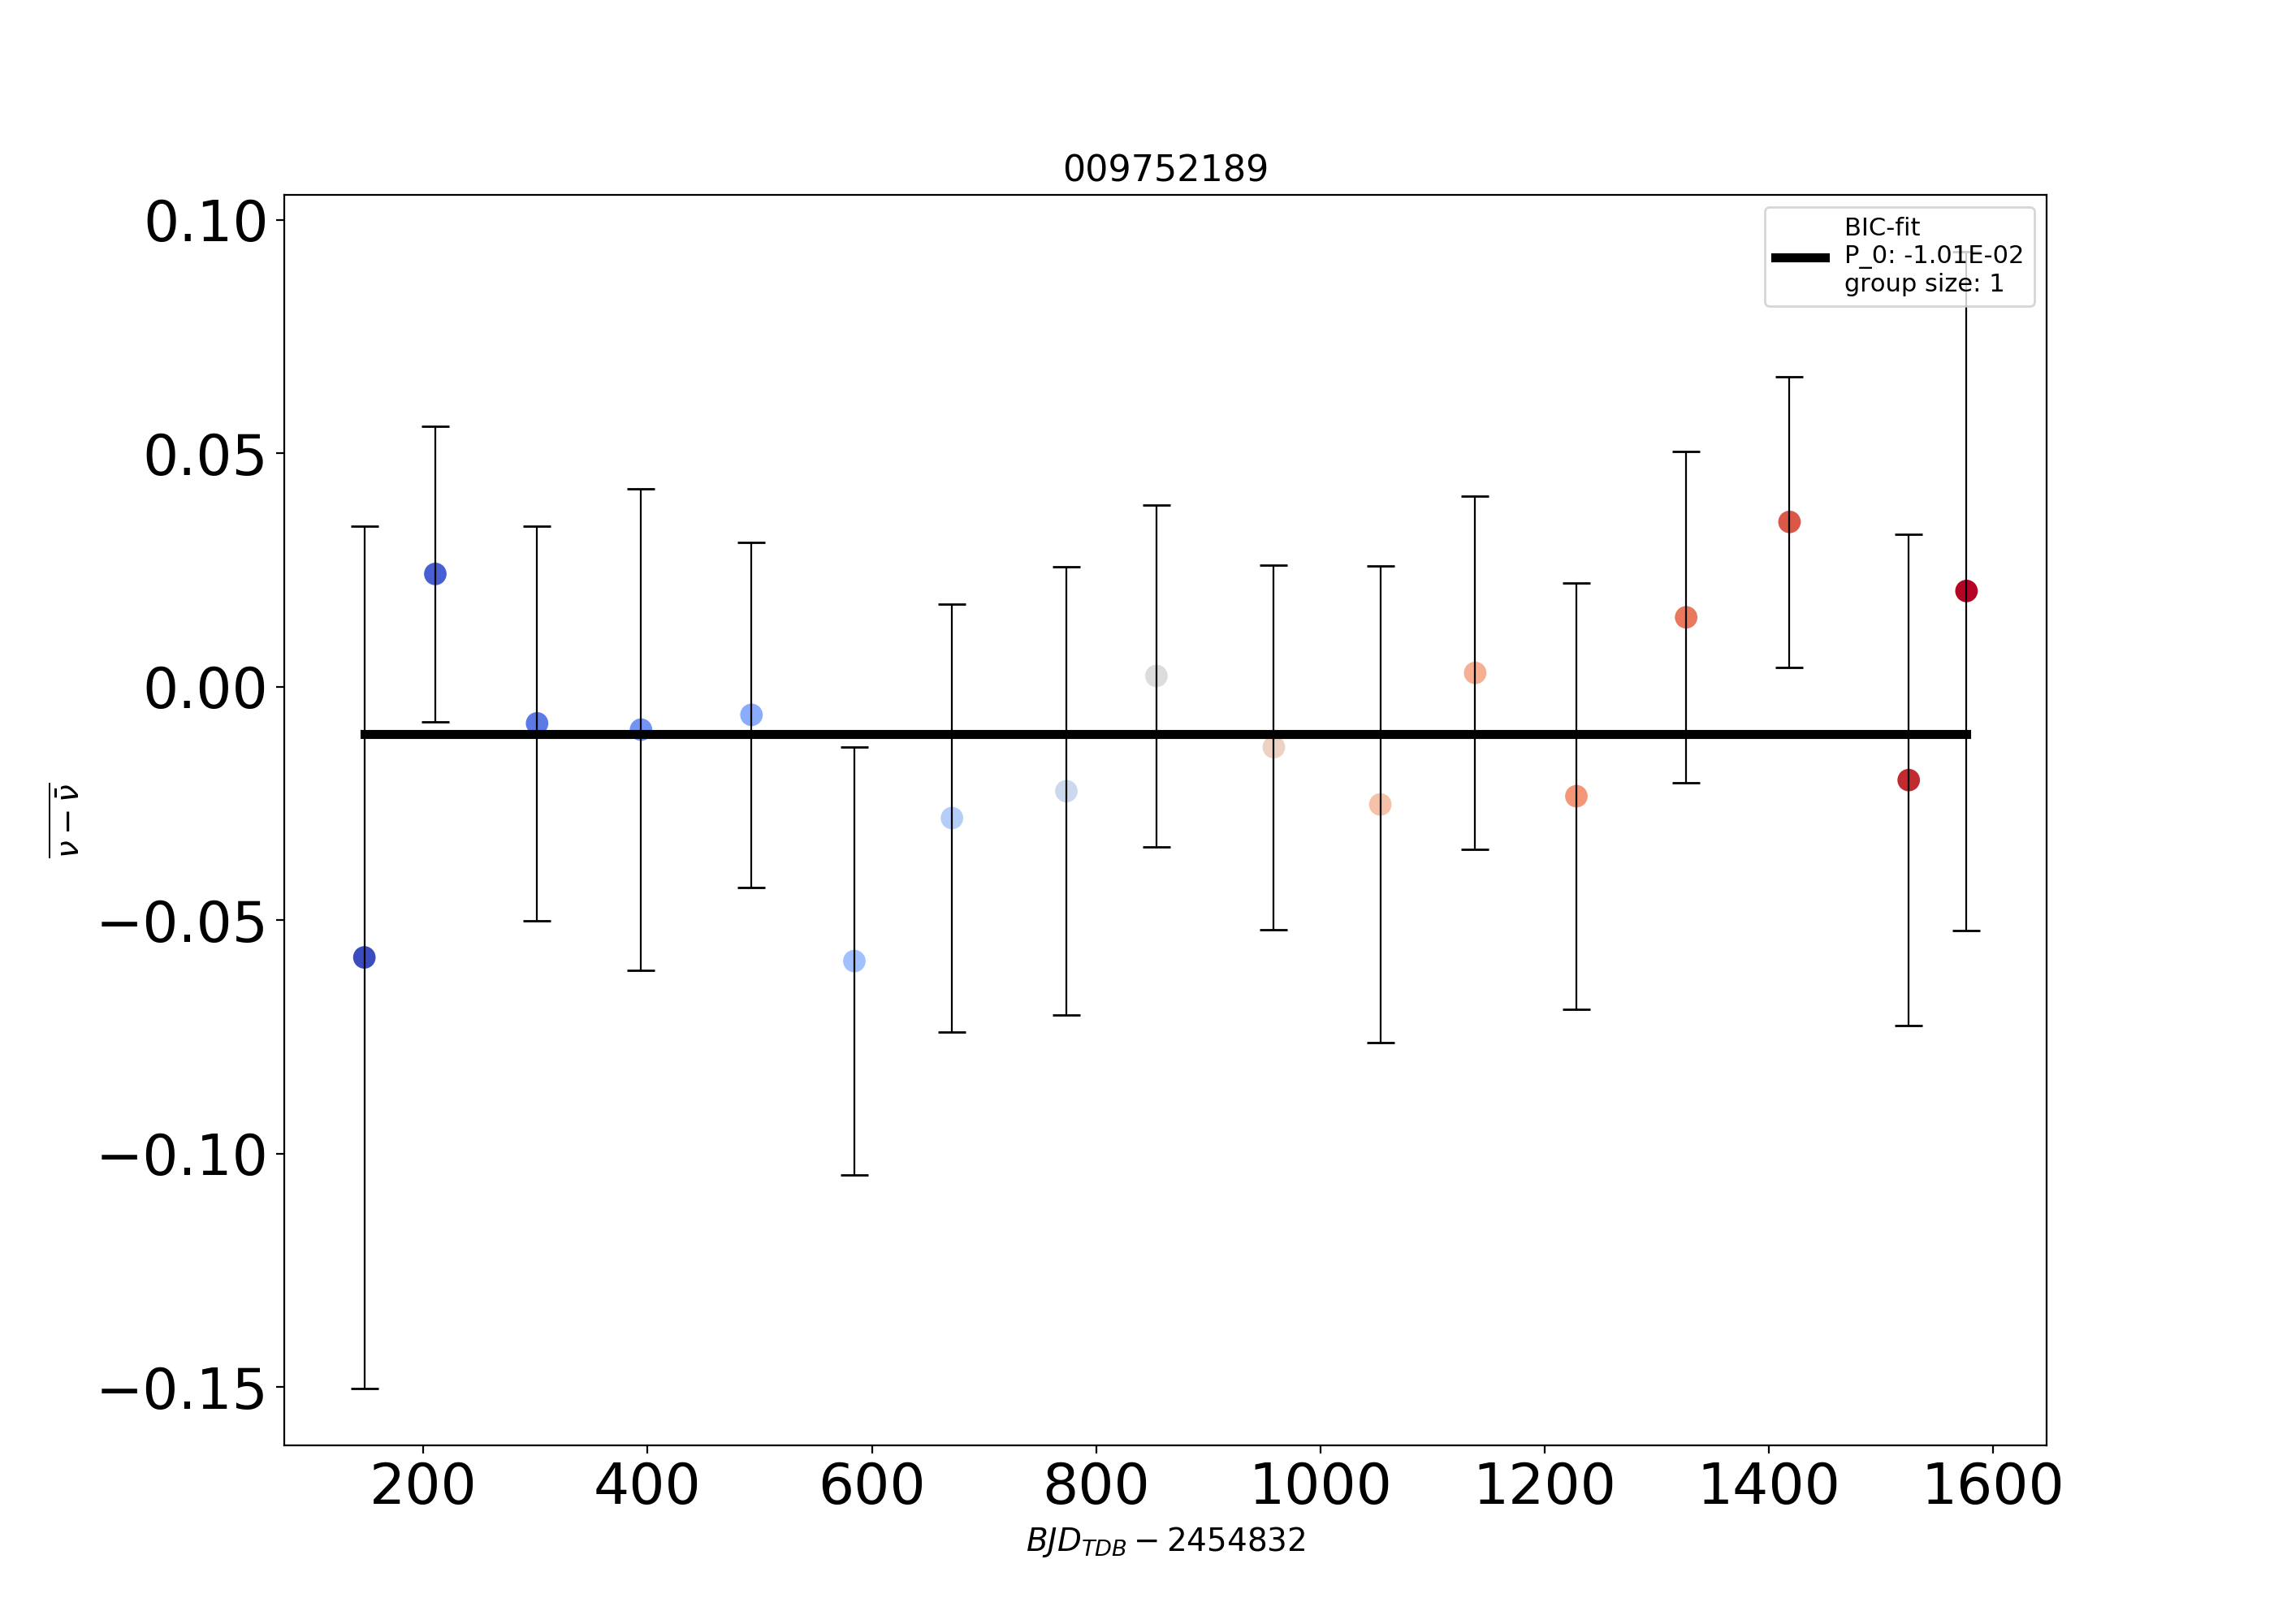 009752189
BIC-fit
P_0: -1.01E-02
group size: 1
0.10
0.05
0.00
−0.05
−0.10
−0.15
ν − ν̄
200 400 600 800 1000 1200 1400 1600
BJD_TDB − 2454832